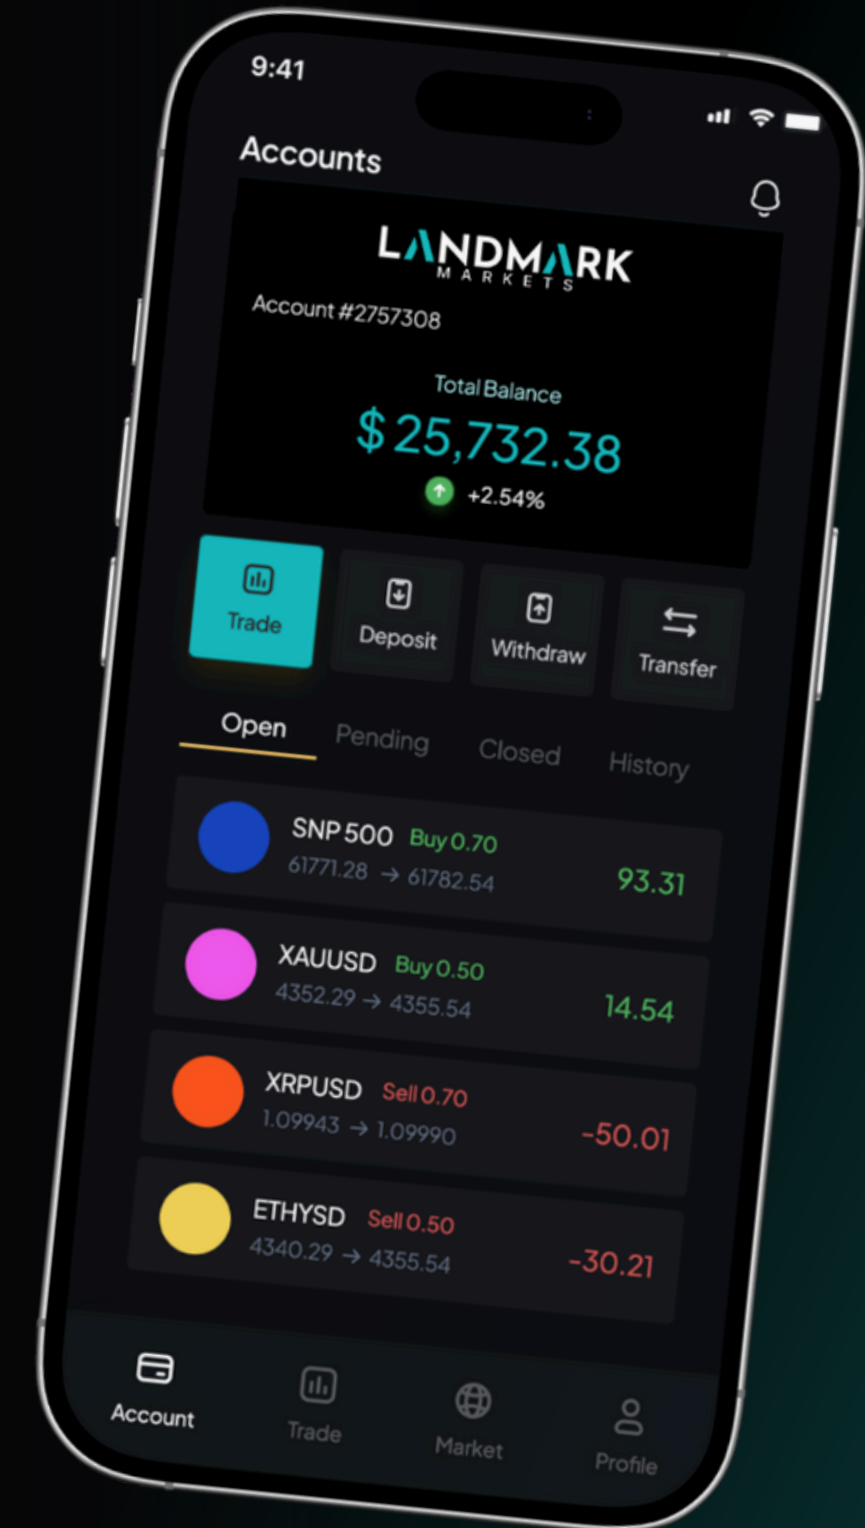 9:41
Accounts
LANDMARK
MARKETS
Account #2757308
Total Balance
$25,732.38
+2.54%
Trade
Deposit
Withdraw
Transfer
Open
Pending
Closed
History
SNP 500 Buy 0.70
61771.28 → 61782.54
93.31
XAUUSD Buy 0.50
4352.29 → 4355.54
14.54
XRPUSD Sell 0.70
1.09943 → 1.09990
-50.01
ETHYSD Sell 0.50
4340.29 → 4355.54
-30.21
Account
Trade
Market
Profile